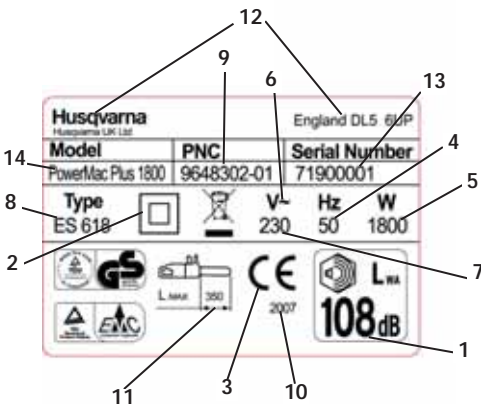 12
9
6
13
Husqvarna
Husqvarna UK Ltd
England DL5 6UP
4
Model PNC Serial Number
14
PowerMac Plus 1800 9648302-01 71900001
5
8
Type V~ Hz W
ES 618 230 50 1800
2
7
GS
CE
LWA
L MAX 350
2007
EMC
108dB
1
11
3
10